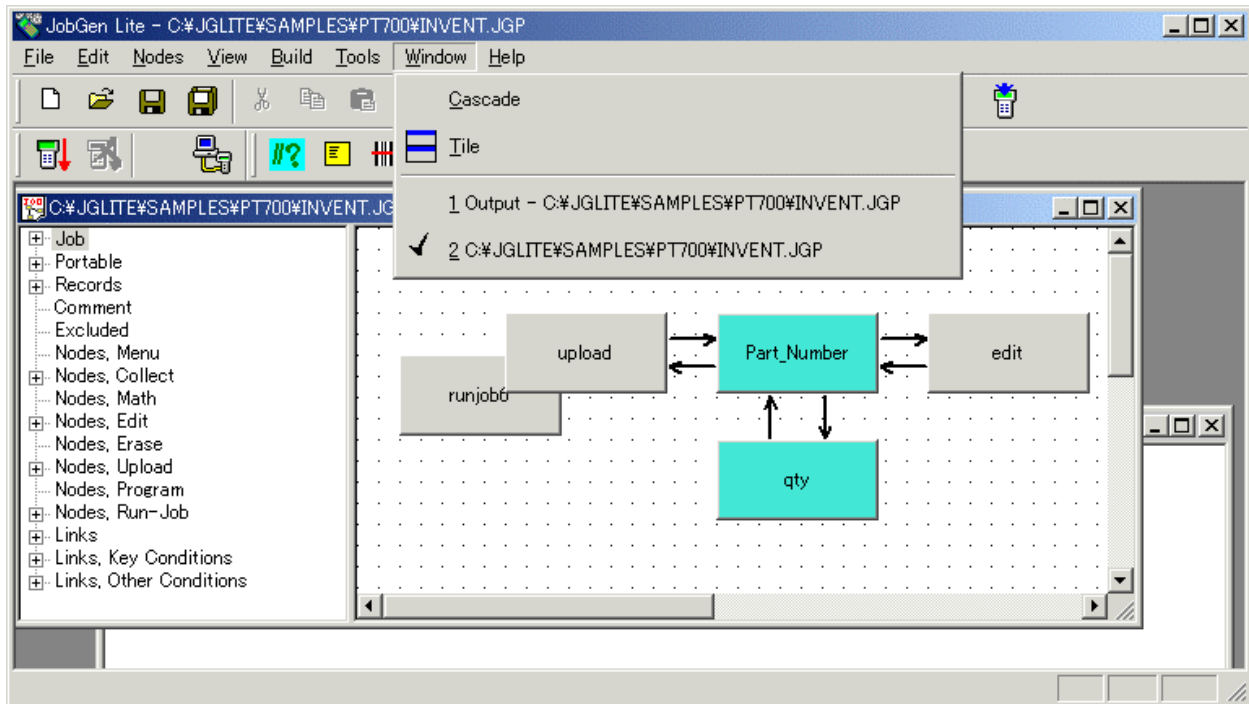 JobGen Lite - C:¥JGLITE¥SAMPLES¥PT700¥INVENT.JGP
File Edit Nodes View Build Tools Window Help
Cascade
Tile
1 Output - C:¥JGLITE¥SAMPLES¥PT700¥INVENT.JGP
2 C:¥JGLITE¥SAMPLES¥PT700¥INVENT.JGP
C:¥JGLITE¥SAMPLES¥PT700¥INVENT.JG
Job
Portable
Records
Comment
Excluded
Nodes, Menu
Nodes, Collect
Nodes, Math
Nodes, Edit
Nodes, Erase
Nodes, Upload
Nodes, Program
Nodes, Run-Job
Links
Links, Key Conditions
Links, Other Conditions
upload
Part_Number
edit
runjob6
qty